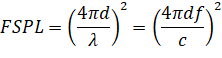 FSPL = (4πd/λ)² = (4πdf/c)²